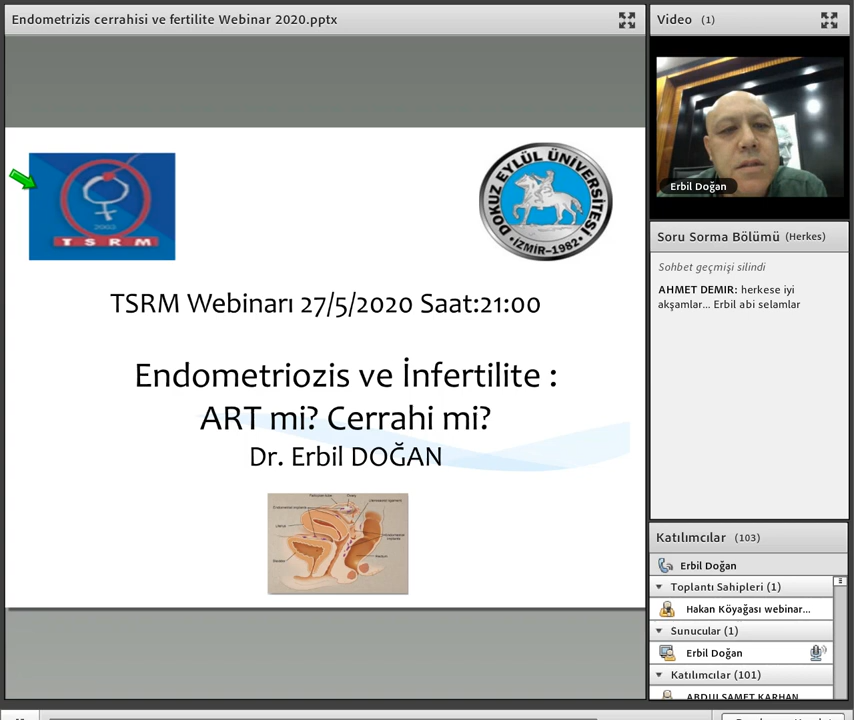 Endometrizis cerrahisi ve fertilite Webinar 2020.pptx
2002
TSRM
DOKUZ EYLÜL ÜNİVERSİTESİ
İZMİR-1982
TSRM Webinarı 27/5/2020 Saat:21:00
Endometriozis ve İnfertilite :
ART mi? Cerrahi mi?
Dr. Erbil DOĞAN
Video (1)
Erbil Doğan
Soru Sorma Bölümü (Herkes)
Sohbet geçmişi silindi
AHMET DEMIR: herkese iyi
akşamlar... Erbil abi selamlar
Katılımcılar (103)
Erbil Doğan
Toplantı Sahipleri (1)
Hakan Köyağası webinar...
Sunucular (1)
Erbil Doğan
Katılımcılar (101)
ABDULSAMET KARHAN